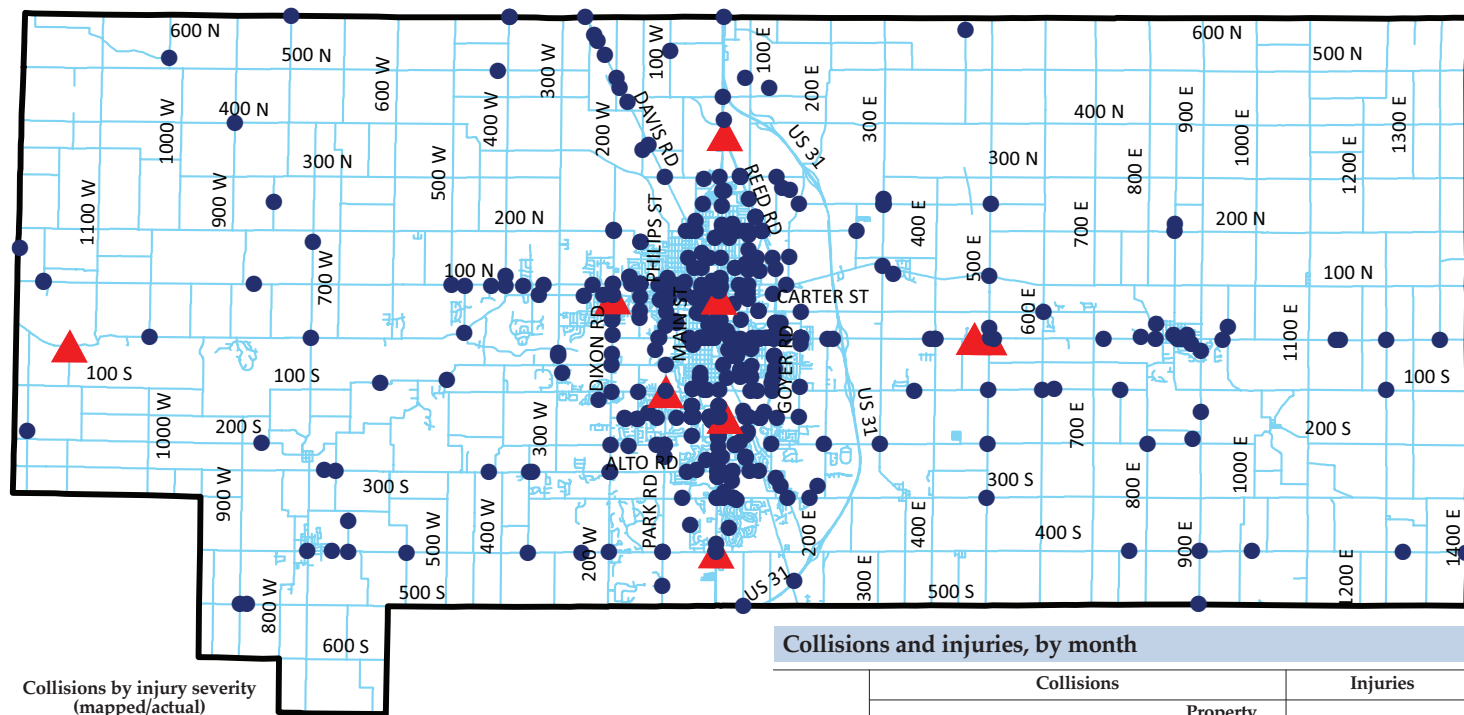 600 N
500 N
600 W
300 W
100 W
100 E
200 E
600 N
500 N
400 N
1000 W
400 W
200 W
DAVIS RD
US 31
300 E
400 N
900 E
1000 E
1300 E
300 N
500 W
REED RD
300 N
800 E
1200 E
1100 W
900 W
200 N
PHILIPS ST
400 E
700 E
200 N
700 W
100 N
500 E
100 N
MAIN ST
CARTER ST
600 E
DIXON RD
GOYER RD
1100 E
100 S
100 S
100 S
1000 W
200 S
300 W
US 31
700 E
200 S
ALTO RD
900 W
300 S
PARK RD
300 S
800 E
1000 E
500 W
400 W
200 W
200 E
400 E
400 S
900 E
1400 E
800 W
500 S
US 31
300 E
500 S
1200 E
600 S
Collisions by injury severity
(mapped/actual)
Collisions and injuries, by month
Collisions
Injuries
Property